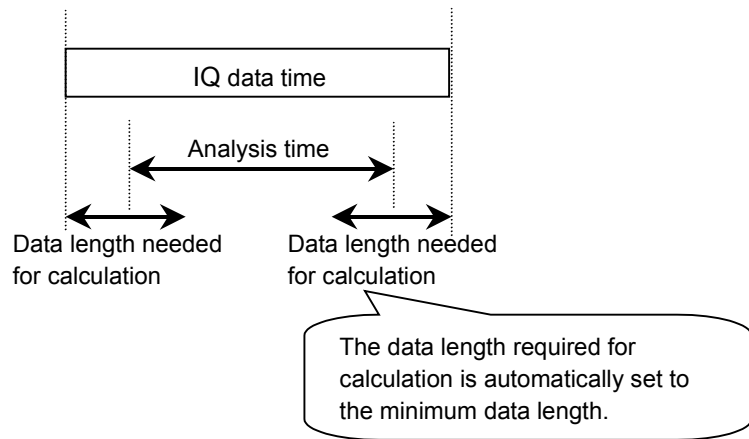 IQ data time
Analysis time
Data length needed
for calculation
Data length needed
for calculation
The data length required for
calculation is automatically set to
the minimum data length.